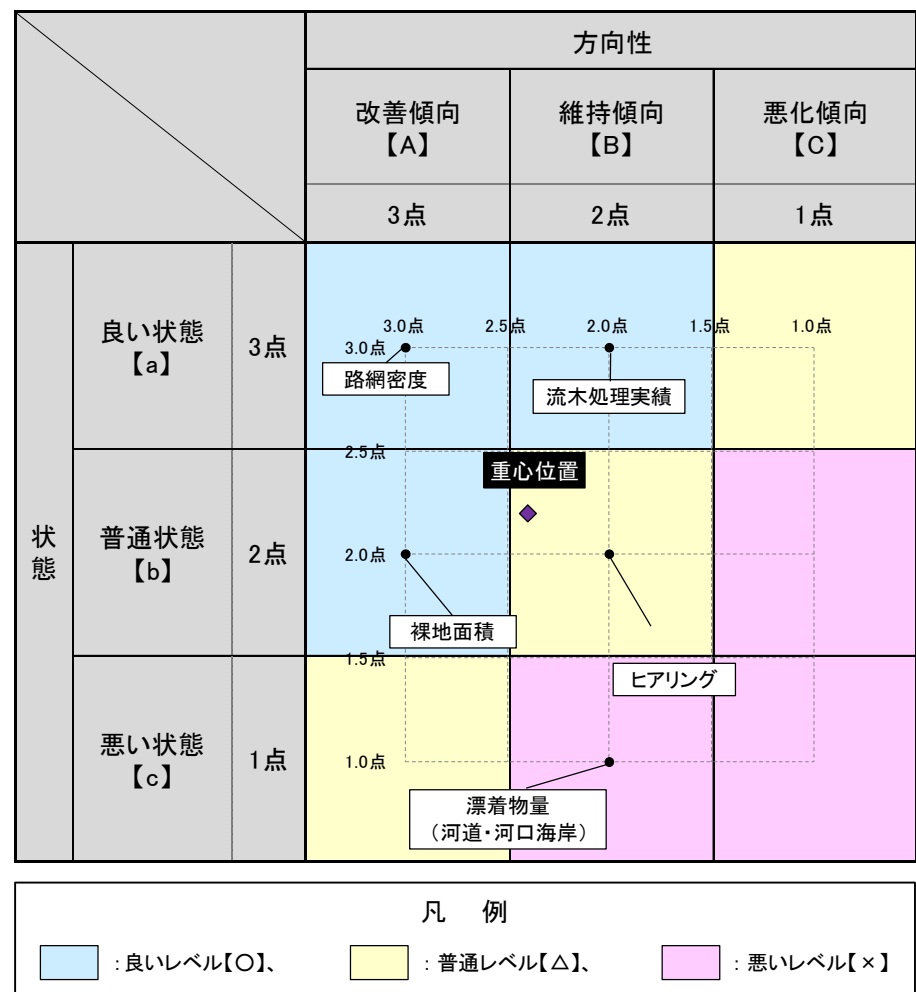 方向性
改善傾向
【A】
維持傾向
【B】
悪化傾向
【C】
3点
2点
1点
状態
良い状態
【a】
3点
普通状態
【b】
2点
悪い状態
【c】
1点
3.0点
2.5点
2.0点
1.5点
1.0点
3.0点
路網密度
流木処理実績
2.5点
重心位置
2.0点
裸地面積
1.5点
ヒアリング
1.0点
漂着物量
（河道・河口海岸）
凡 例
：良いレベル【〇】、
：普通レベル【△】、
：悪いレベル【×】